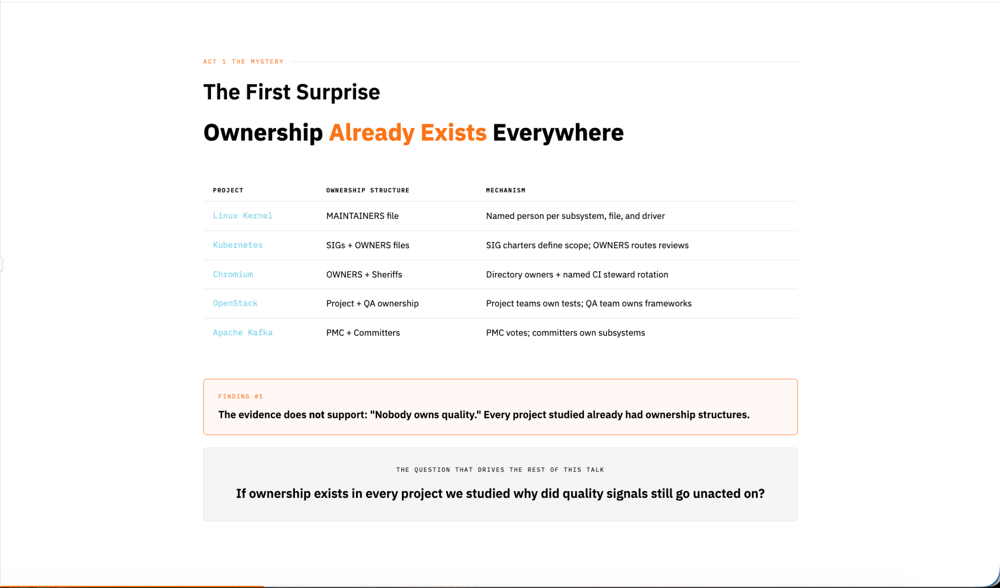 ACT 1 THE MYSTERY
The First Surprise
Ownership Already Exists Everywhere
PROJECT OWNERSHIP STRUCTURE MECHANISM
Linux Kernel MAINTAINERS file Named person per subsystem, file, and driver
Kubernetes SIGs + OWNERS files SIG charters define scope; OWNERS routes reviews
Chromium OWNERS + Sheriffs Directory owners + named CI steward rotation
OpenStack Project + QA ownership Project teams own tests; QA team owns frameworks
Apache Kafka PMC + Committers PMC votes; committers own subsystems
FINDING #1
The evidence does not support: "Nobody owns quality." Every project studied already had ownership structures.
THE QUESTION THAT DRIVES THE REST OF THIS TALK
If ownership exists in every project we studied why did quality signals still go unacted on?